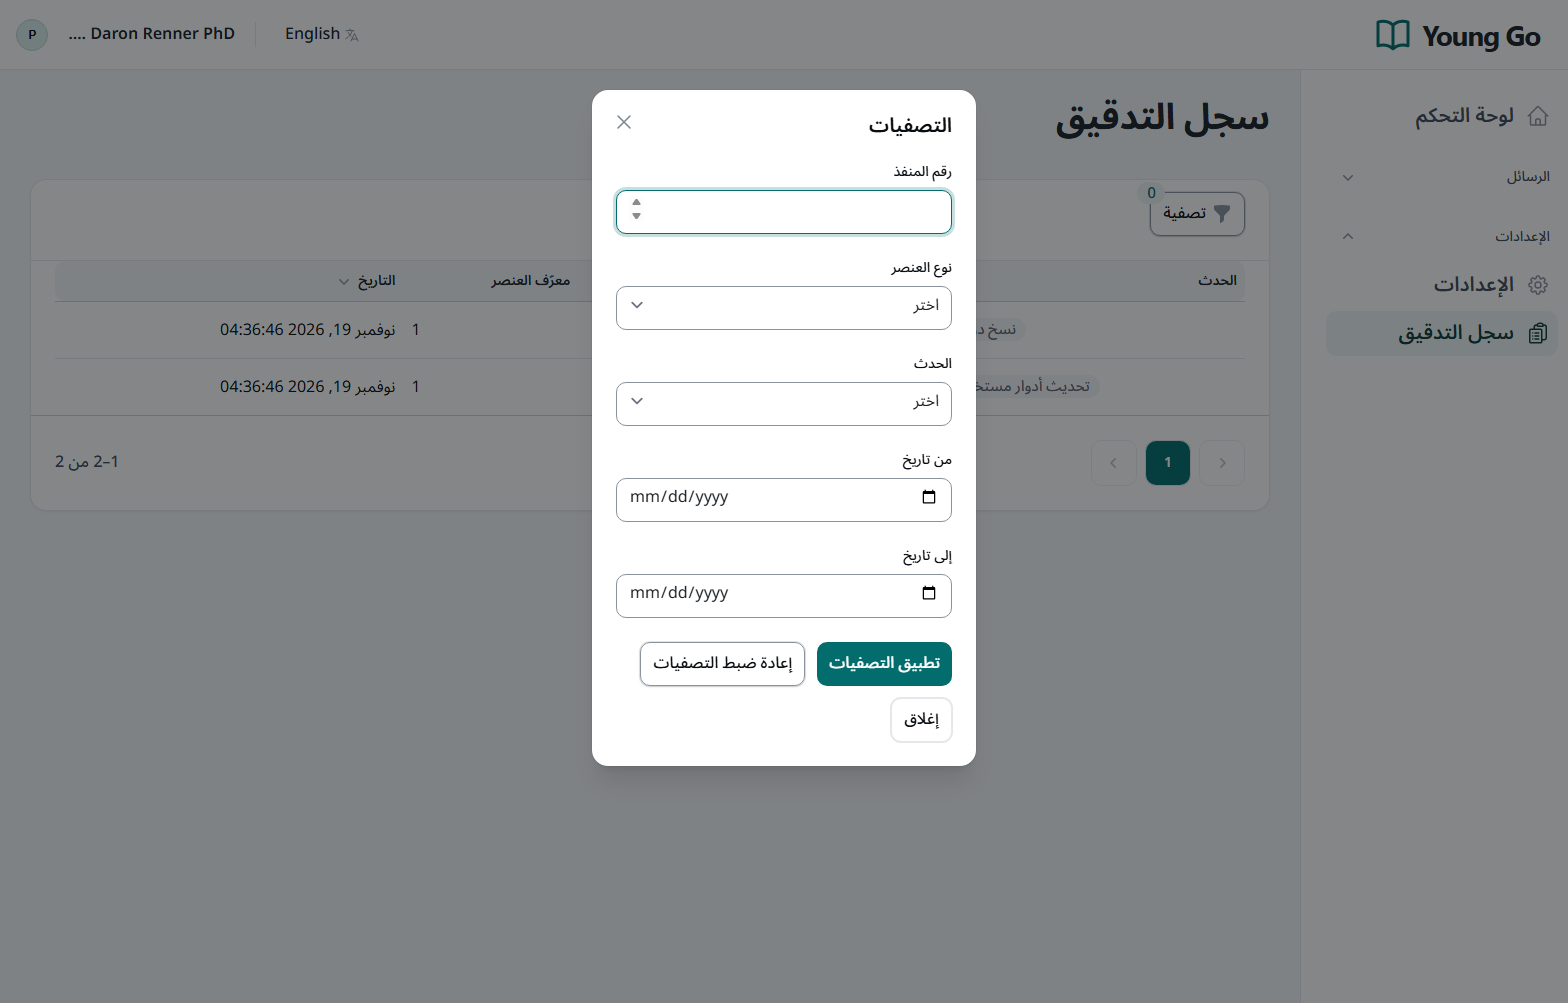 Young Go
English
Daron Renner PhD ....
P
لوحة التحكم
الرسائل
الإعدادات
الإعدادات
سجل التدقيق
سجل التدقيق
تصفية
0
الحدث
معرّف العنصر
التاريخ
نسخ
1
نوفمبر 19, 2026 04:36:46
تحديث أدوار
1
نوفمبر 19, 2026 04:36:46
1
1–2 من 2
التصفيات
رقم المنفذ
نوع العنصر
اختر
الحدث
اختر
من تاريخ
mm/dd/yyyy
إلى تاريخ
mm/dd/yyyy
تطبيق التصفيات
إعادة ضبط التصفيات
إغلاق